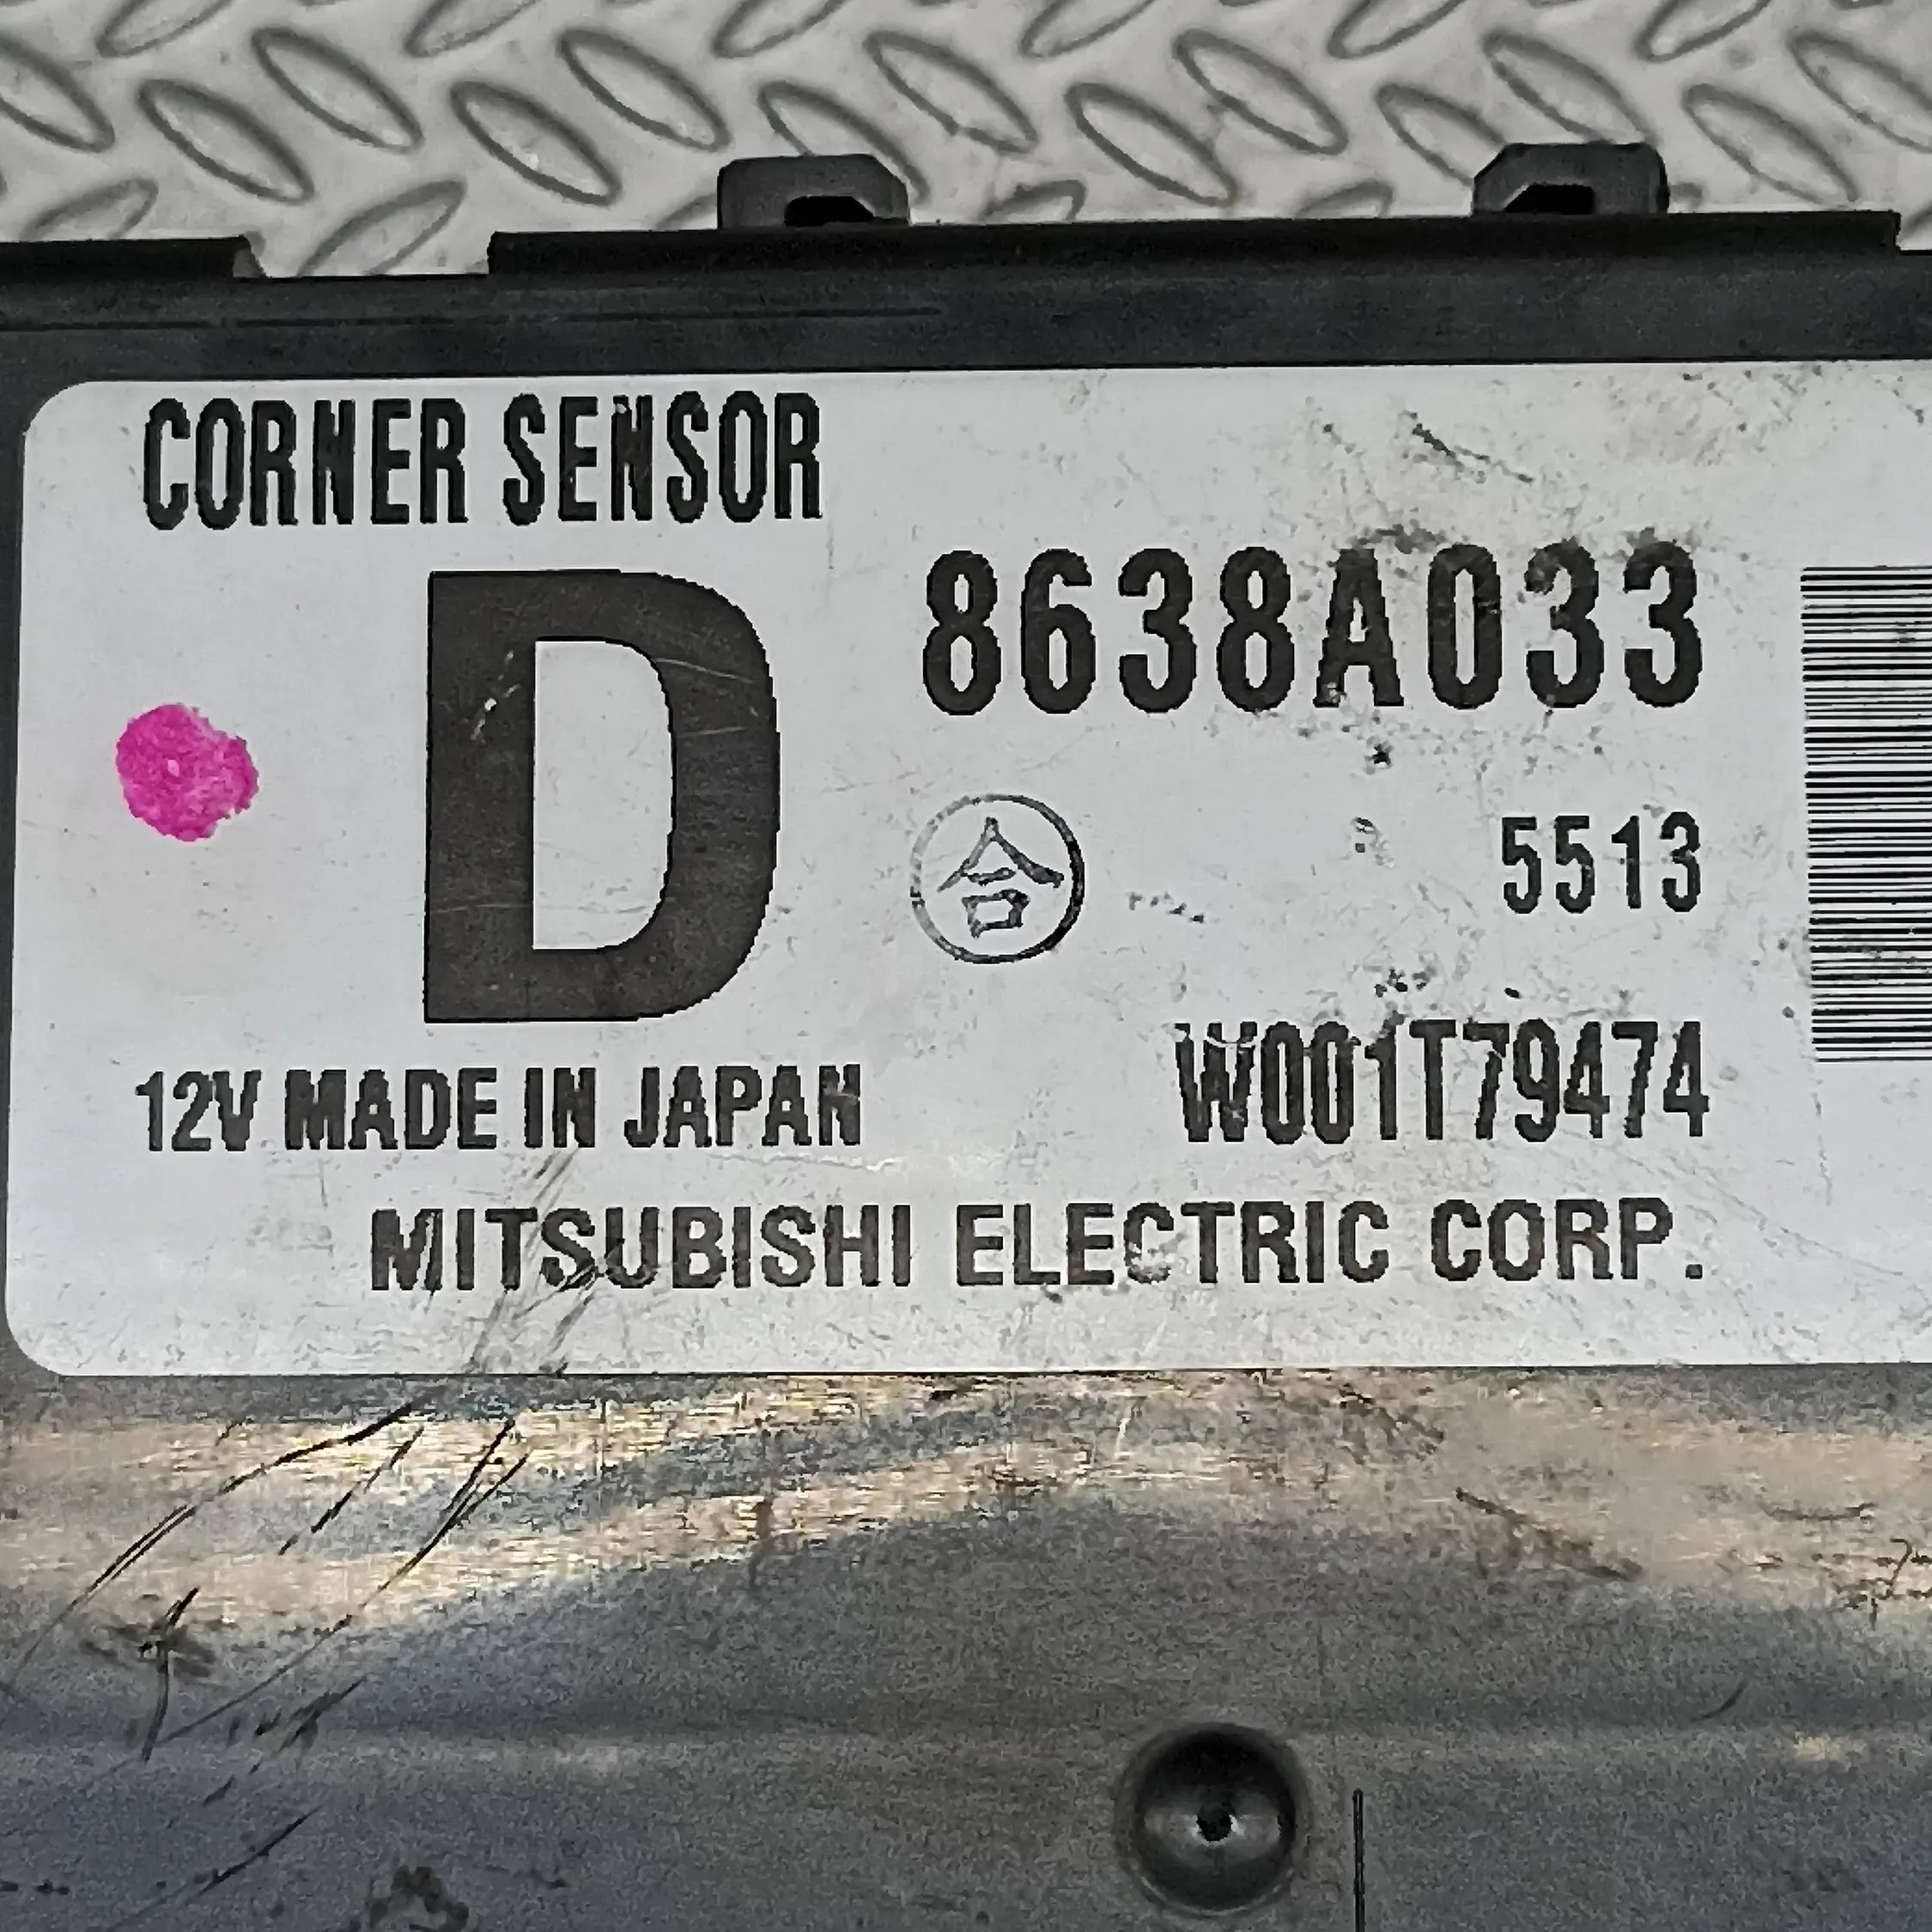 CORNER SENSOR
D
8638A033
合
5513
12V MADE IN JAPAN
W001T79474
MITSUBISHI ELECTRIC CORP.